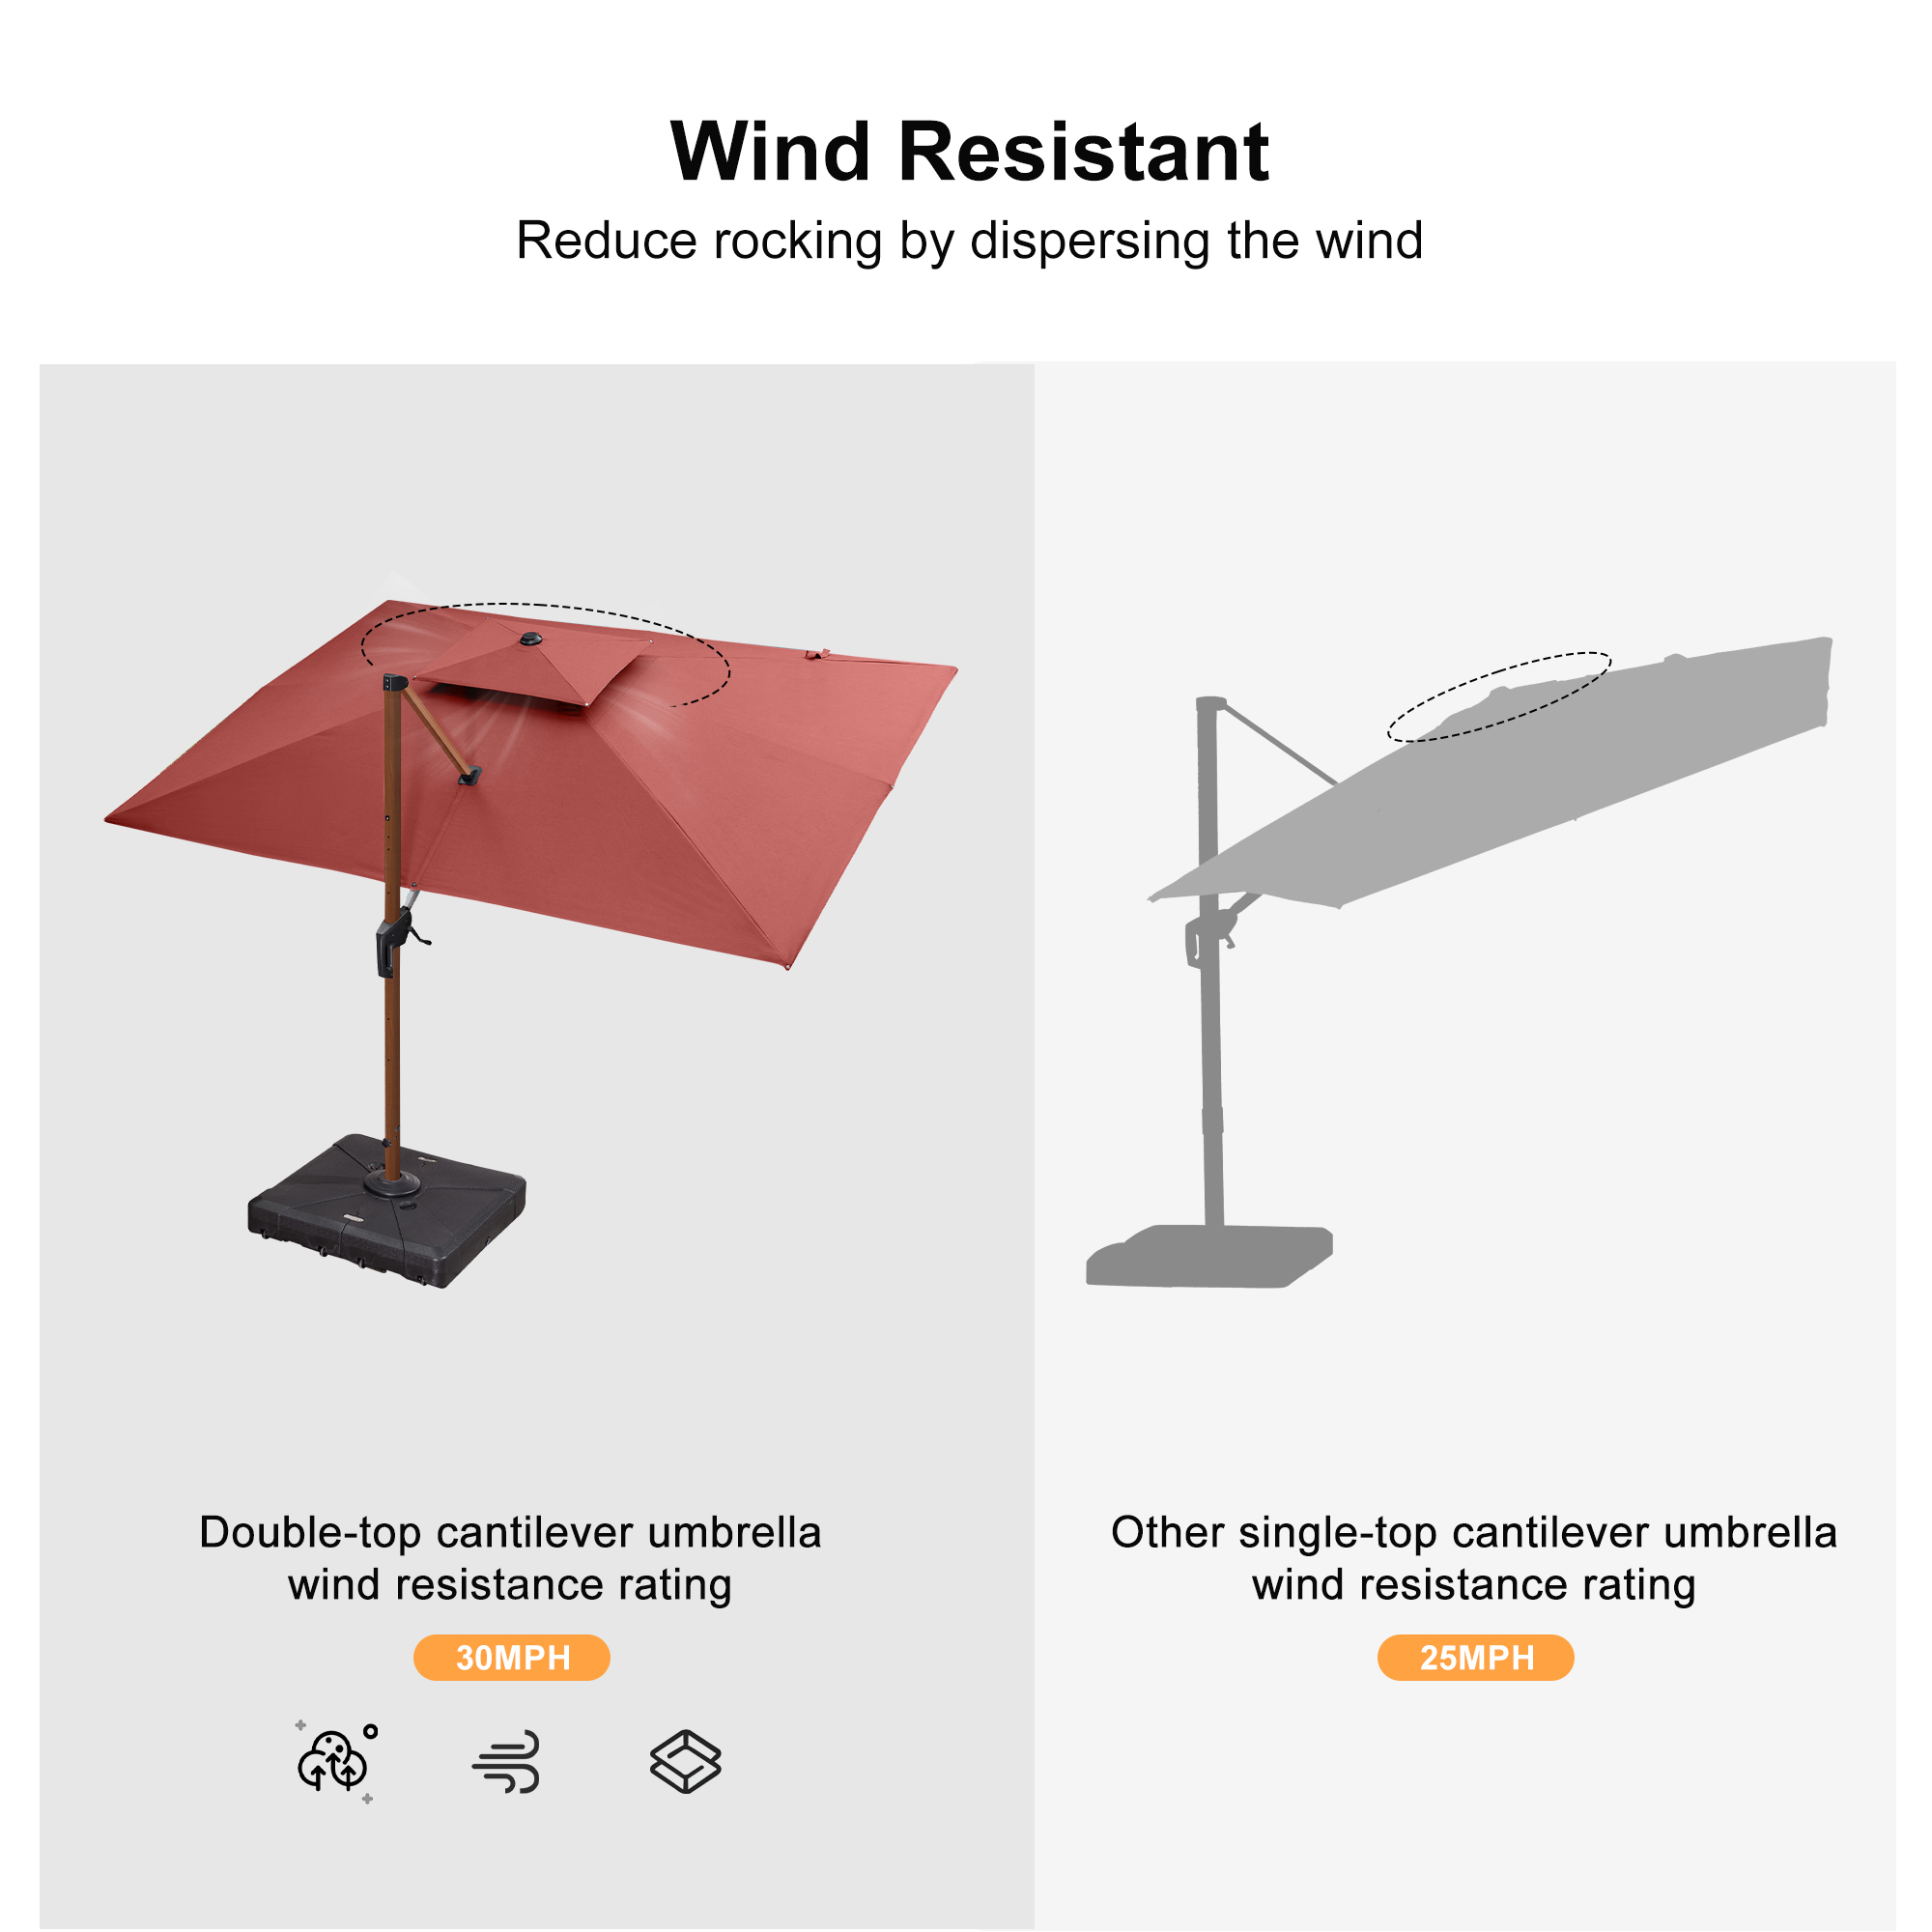 Wind Resistant
Reduce rocking by dispersing the wind
Double-top cantilever umbrella
wind resistance rating
30MPH
Other single-top cantilever umbrella
wind resistance rating
25MPH